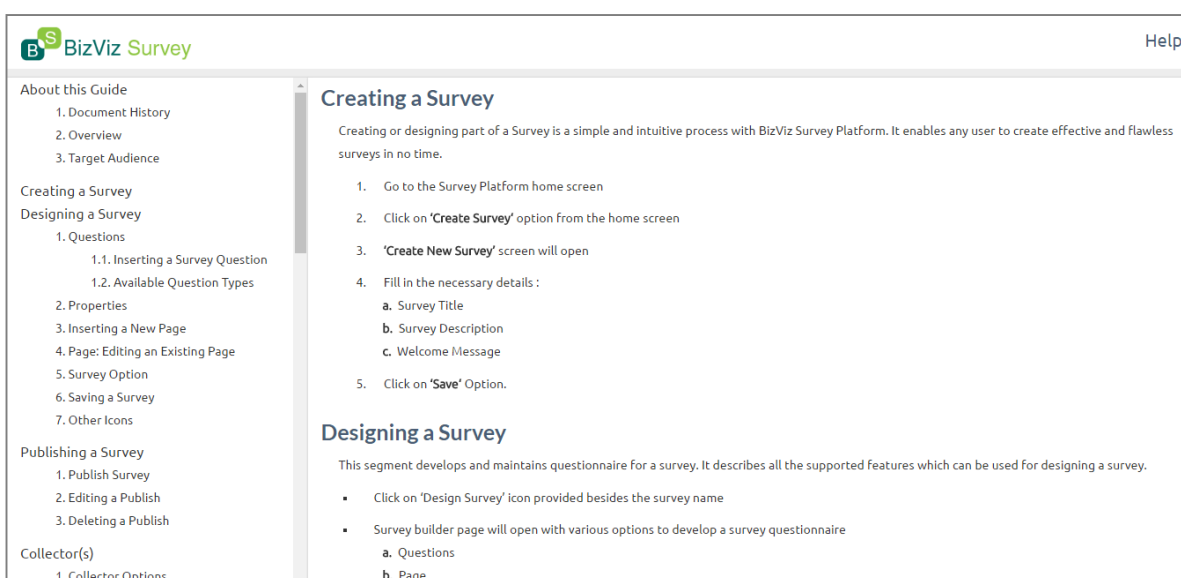 BS BizViz Survey
Help
About this Guide
1. Document History
2. Overview
3. Target Audience
Creating a Survey
Designing a Survey
1. Questions
1.1. Inserting a Survey Question
1.2. Available Question Types
2. Properties
3. Inserting a New Page
4. Page: Editing an Existing Page
5. Survey Option
6. Saving a Survey
7. Other Icons
Publishing a Survey
1. Publish Survey
2. Editing a Publish
3. Deleting a Publish
Collector(s)
1. Collector Options
Creating a Survey
Creating or designing part of a Survey is a simple and intuitive process with BizViz Survey Platform. It enables any user to create effective and flawless
surveys in no time.
1. Go to the Survey Platform home screen
2. Click on ‘Create Survey’ option from the home screen
3. ‘Create New Survey’ screen will open
4. Fill in the necessary details :
a. Survey Title
b. Survey Description
c. Welcome Message
5. Click on ‘Save’ Option.
Designing a Survey
This segment develops and maintains questionnaire for a survey. It describes all the supported features which can be used for designing a survey.
▪ Click on ‘Design Survey’ icon provided besides the survey name
▪ Survey builder page will open with various options to develop a survey questionnaire
a. Questions
b. Page